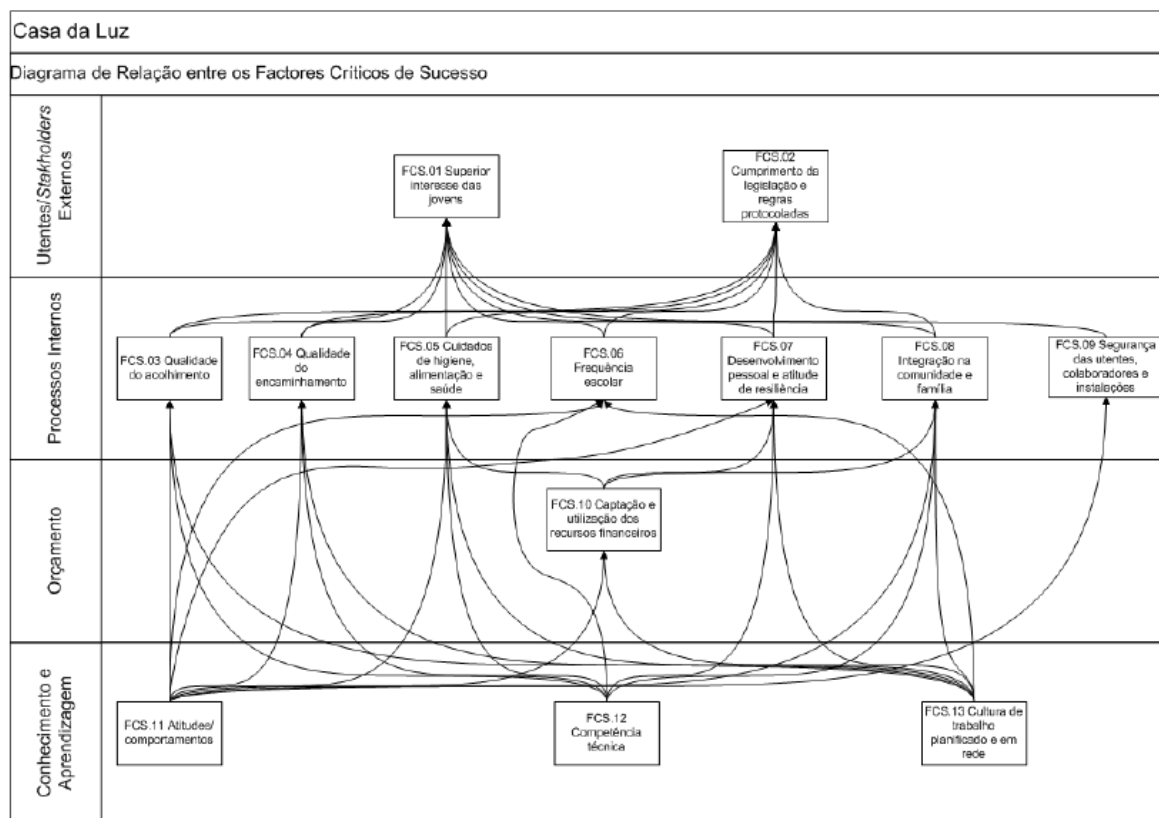 Casa da Luz
Diagrama de Relação entre os Factores Críticos de Sucesso
Utentes/Stakholders
Externos
FCS.01 Superior
interesse das
jovens
FCS.02
Cumprimento da
legislação e
regras
protocoladas
Processos Internos
FCS.03 Qualidade
do acolhimento
FCS.04 Qualidade
do
encaminhamento
FCS.05 Cuidados
de higiene,
alimentação e
saúde
FCS.06
Frequência
escolar
FCS.07
Desenvolvimento
pessoal e atitude
de resiliência
FCS.08
Integração na
comunidade e
família
FCS.09 Segurança
das utentes,
colaboradores e
instalações
Orçamento
FCS.10 Captação e
utilização dos
recursos financeiros
Conhecimento e
Aprendizagem
FCS.11 Atitudes/
comportamentos
FCS.12
Competência
técnica
FCS.13 Cultura de
trabalho
planificado e em
rede